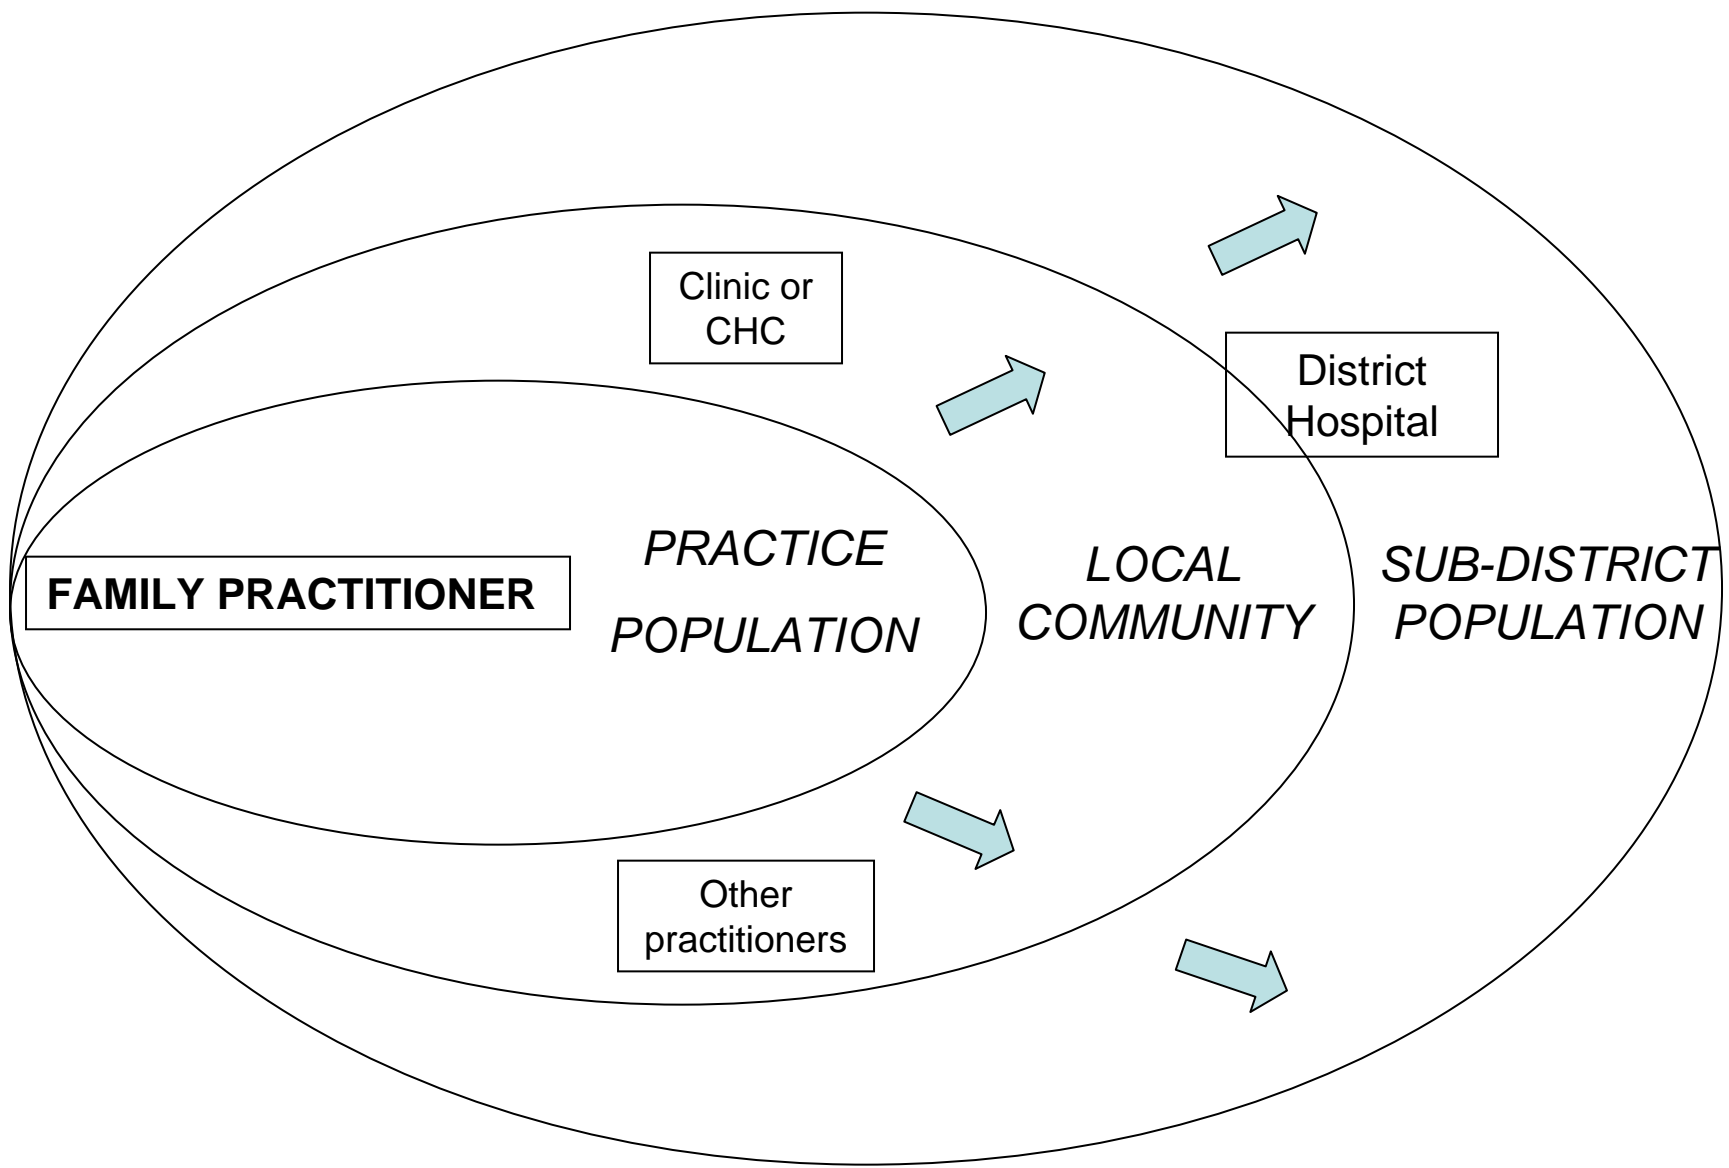 Clinic or
CHC
District
Hospital
FAMILY PRACTITIONER
PRACTICE
POPULATION
LOCAL
COMMUNITY
SUB-DISTRICT
POPULATION
Other
practitioners